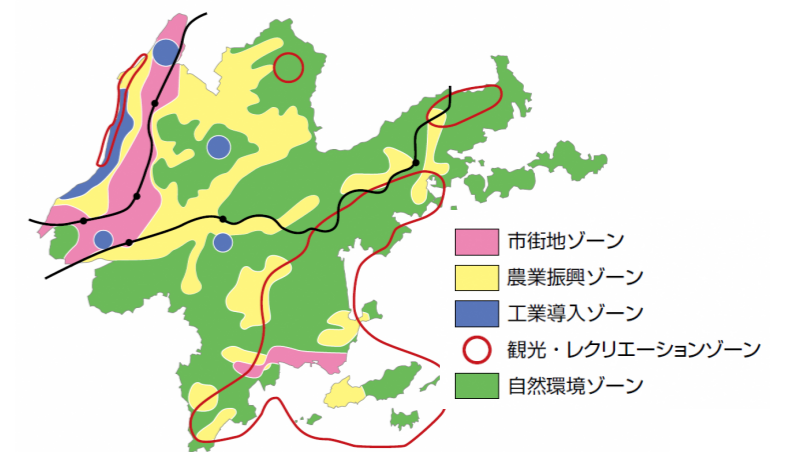 市街地ゾーン
農業振興ゾーン
工業導入ゾーン
観光・レクリエーションゾーン
自然環境ゾーン